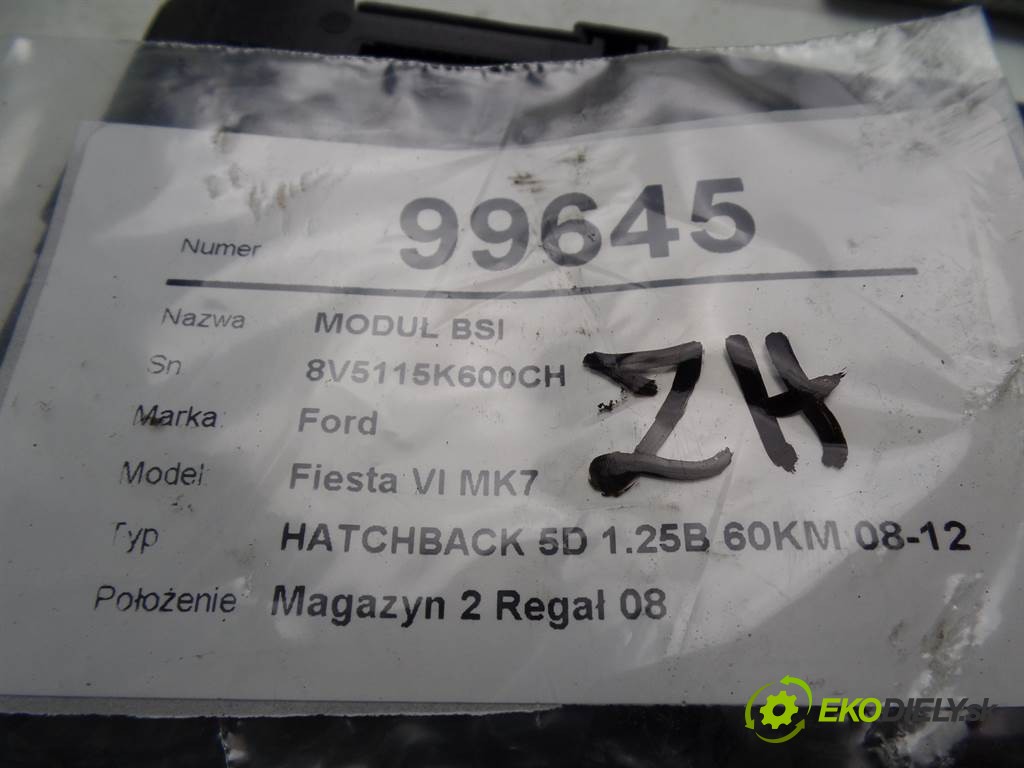 Numer 99645
Nazwa MODUŁ BSI
Sn 8V5115K600CH
Marka Ford
Model Fiesta VI MK7
Typ HATCHBACK 5D 1.25B 60KM 08-12
Położenie Magazyn 2 Regał 08
ZH
EKODIELY.sk